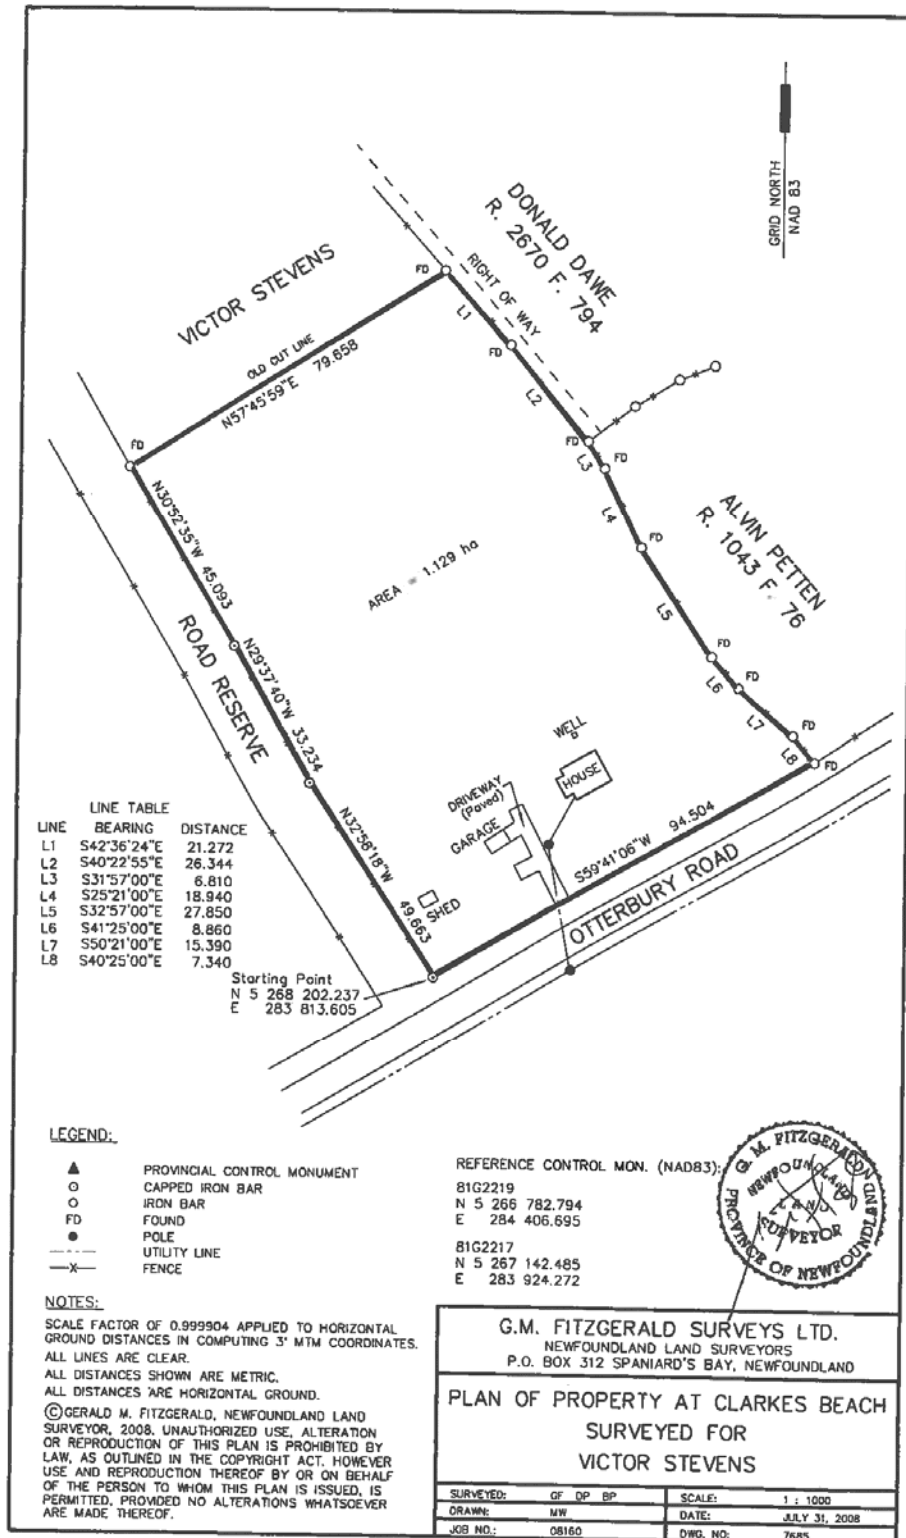 GRID NORTH
NAD 83
DONALD DAWE
R. 2670 F. 794
RIGHT OF WAY
VICTOR STEVENS
FD
OLD CUT LINE
N57°45'59"E 79.658
L1
FD
L2
FD
L3
FD
L4
FD
FD
ALVIN PETTEN
R. 1043 F. 76
AREA = 1.129 ha
N30°52'35"W 45.093
L5
FD
L6
FD
L7
FD
L8
FD
ROAD RESERVE
N29°37'40"W 33.234
WELL
HOUSE
DRIVEWAY
(Paved)
GARAGE
S59°41'06"W 94.504
OTTERBURY ROAD
N32°58'18"W 49.663
SHED
LINE TABLE
LINE BEARING DISTANCE
L1 S42°36'24"E 21.272
L2 S40°22'55"E 26.344
L3 S31°57'00"E 6.810
L4 S25°21'00"E 18.940
L5 S32°57'00"E 27.850
L6 S41°25'00"E 8.860
L7 S50°21'00"E 15.390
L8 S40°25'00"E 7.340
Starting Point
N 5 268 202.237
E 283 813.605
LEGEND:
PROVINCIAL CONTROL MONUMENT
CAPPED IRON BAR
IRON BAR
FD FOUND
POLE
UTILITY LINE
FENCE
REFERENCE CONTROL MON. (NAD83):
81G2219
N 5 266 782.794
E 284 406.695
81G2217
N 5 267 142.485
E 283 924.272
G. M. FITZGERALD
NEWFOUNDLAND
LAND
SURVEYOR
PROVINCE OF NEWFOUNDLAND
NOTES:
SCALE FACTOR OF 0.999904 APPLIED TO HORIZONTAL
GROUND DISTANCES IN COMPUTING 3° MTM COORDINATES.
ALL LINES ARE CLEAR.
ALL DISTANCES SHOWN ARE METRIC.
ALL DISTANCES ARE HORIZONTAL GROUND.
©GERALD M. FITZGERALD, NEWFOUNDLAND LAND
SURVEYOR, 2008. UNAUTHORIZED USE, ALTERATION
OR REPRODUCTION OF THIS PLAN IS PROHIBITED BY
LAW, AS OUTLINED IN THE COPYRIGHT ACT. HOWEVER
USE AND REPRODUCTION THEREOF BY OR ON BEHALF
OF THE PERSON TO WHOM THIS PLAN IS ISSUED, IS
PERMITTED, PROVIDED NO ALTERATIONS WHATSOEVER
ARE MADE THEREOF.
G.M. FITZGERALD SURVEYS LTD.
NEWFOUNDLAND LAND SURVEYORS
P.O. BOX 312 SPANIARD'S BAY, NEWFOUNDLAND
PLAN OF PROPERTY AT CLARKES BEACH
SURVEYED FOR
VICTOR STEVENS
SURVEYED: GF DP BP
SCALE: 1 : 1000
DRAWN: MW
DATE: JULY 31, 2008
JOB NO.: 08160
DWG. NO: 7685